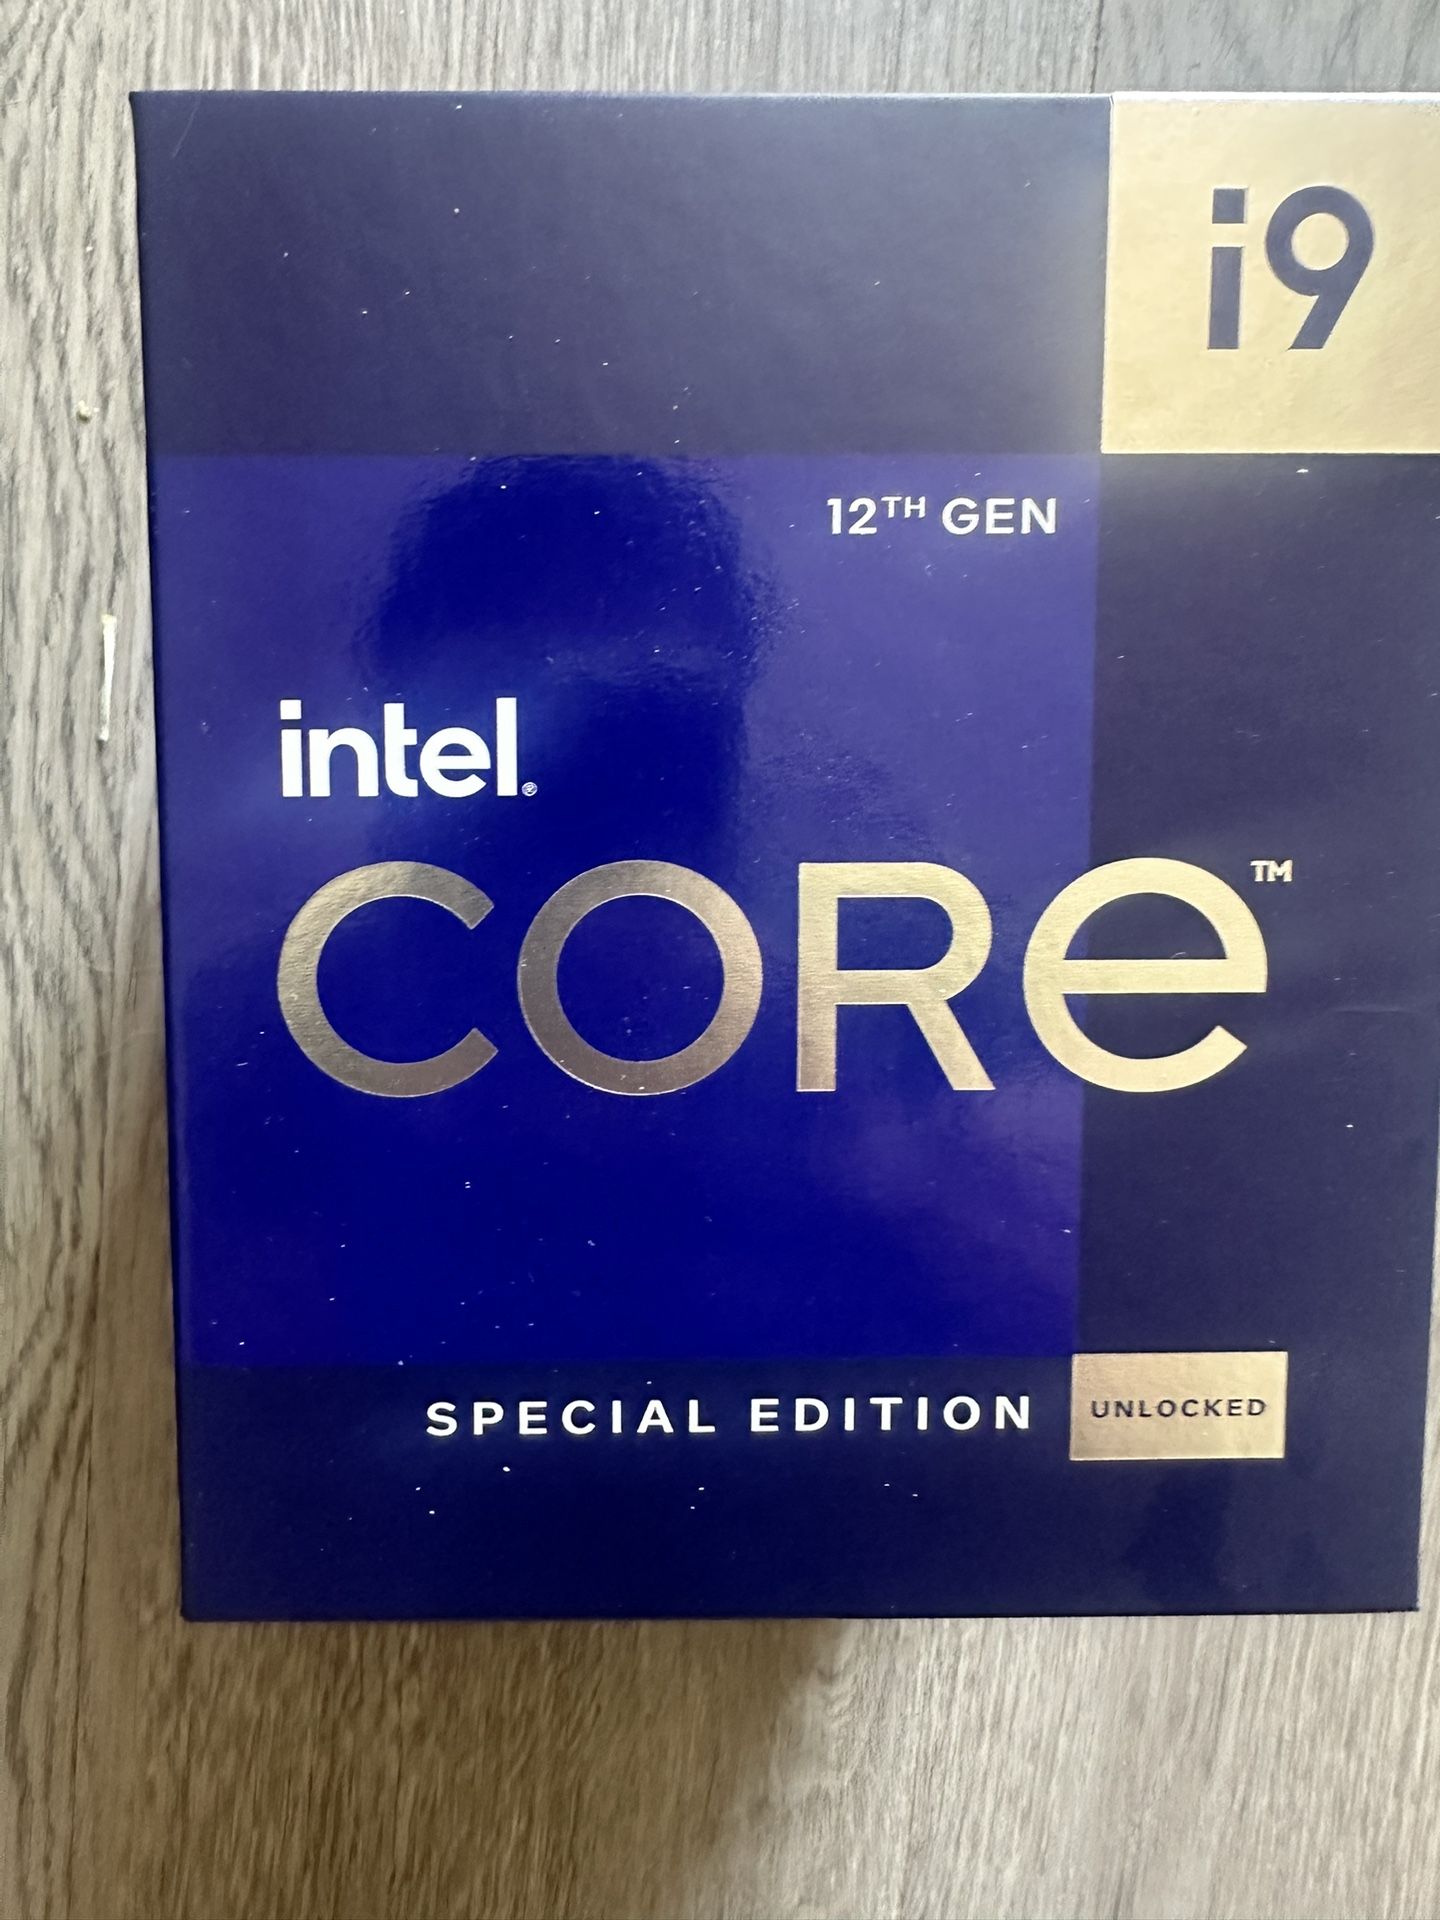 i9
12TH GEN
intel®
CORe™
SPECIAL EDITION
UNLOCKED